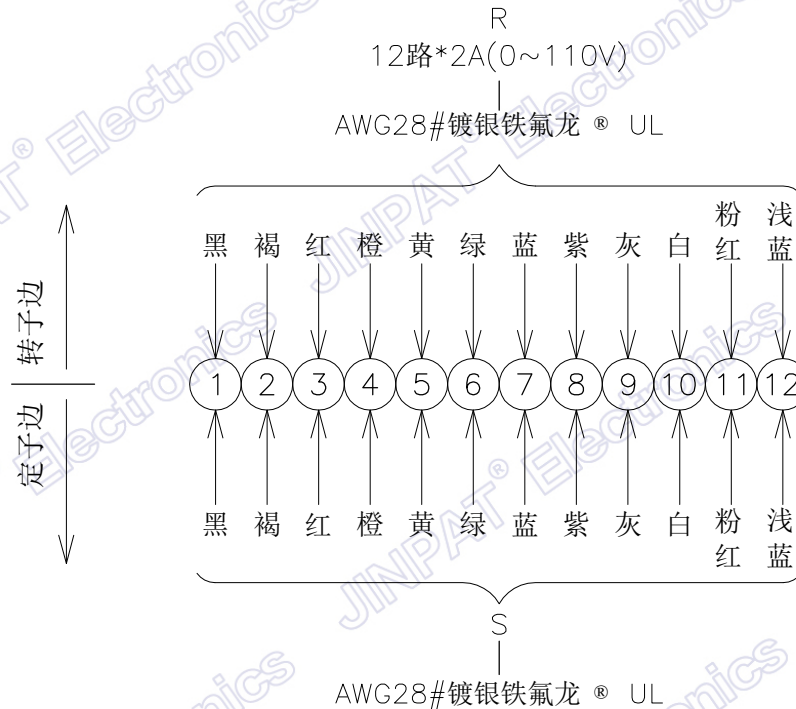 R
12路*2A(0~110V)
AWG28#镀银铁氟龙 ® UL
黑 褐 红 橙 黄 绿 蓝 紫 灰 白 粉红 浅蓝
转子边
1 2 3 4 5 6 7 8 9 10 11 12
定子边
黑 褐 红 橙 黄 绿 蓝 紫 灰 白 粉红 浅蓝
S
AWG28#镀银铁氟龙 ® UL
JINPAT® Electronics